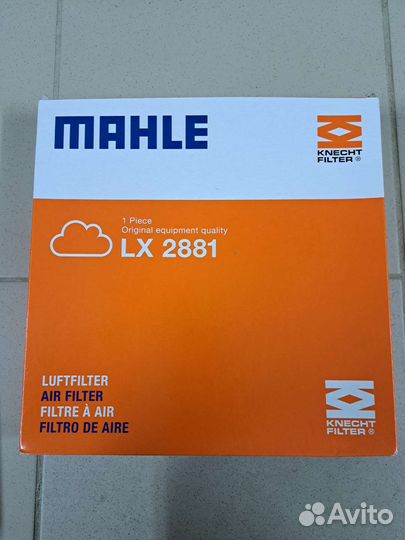 MAHLE
KNECHT
FILTER®
1 Piece
Original equipment quality
LX 2881
LUFTFILTER
AIR FILTER
FILTRE À AIR
FILTRO DE AIRE
KNECHT
FILTER®
Avito